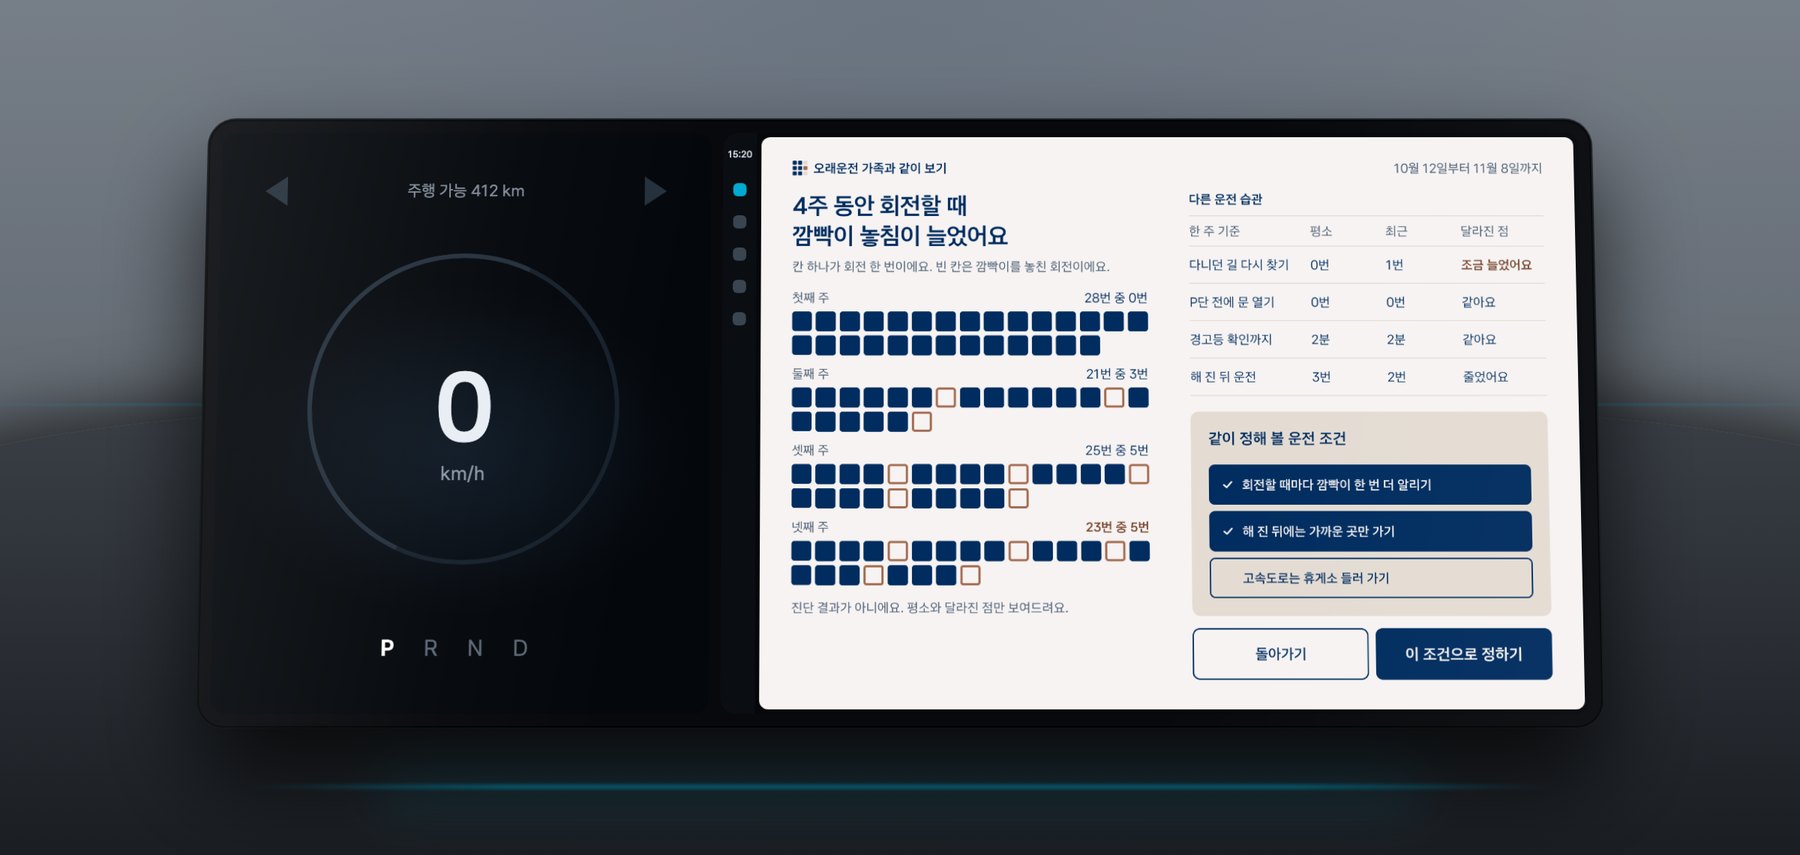 주행 가능 412 km
0
km/h
P R N D
15:20
오래운전 가족과 같이 보기
10월 12일부터 11월 8일까지
4주 동안 회전할 때
깜빡이 놓침이 늘었어요
칸 하나가 회전 한 번이에요. 빈 칸은 깜빡이를 놓친 회전이에요.
첫째 주 28번 중 0번
둘째 주 21번 중 3번
셋째 주 25번 중 5번
넷째 주 23번 중 5번
진단 결과가 아니에요. 평소와 달라진 점만 보여드려요.
다른 운전 습관
한 주 기준 평소 최근 달라진 점
다니던 길 다시 찾기 0번 1번 조금 늘었어요
P단 전에 문 열기 0번 0번 같아요
경고등 확인까지 2분 2분 같아요
해 진 뒤 운전 3번 2번 줄었어요
같이 정해 볼 운전 조건
회전할 때마다 깜빡이 한 번 더 알리기
해 진 뒤에는 가까운 곳만 가기
고속도로는 휴게소 들러 가기
돌아가기
이 조건으로 정하기